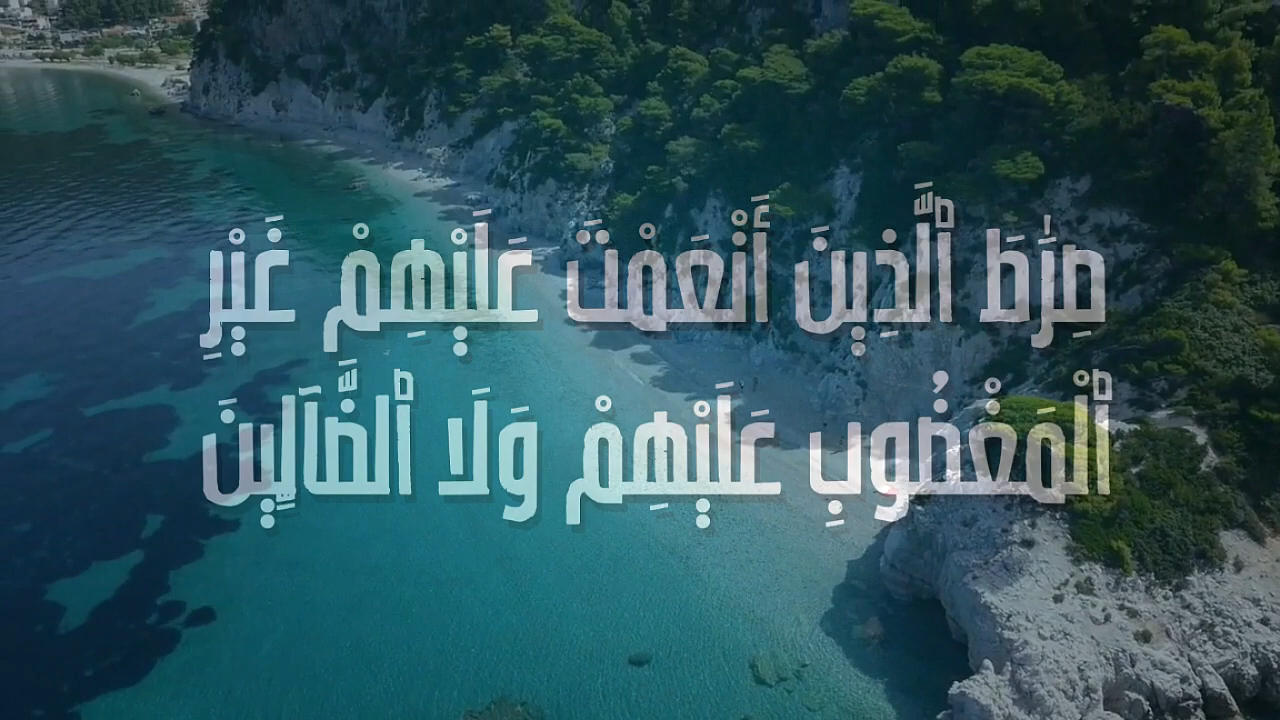 صِرَٰطَ ٱلَّذِينَ أَنْعَمْتَ عَلَيْهِمْ غَيْرِ
ٱلْمَغْضُوبِ عَلَيْهِمْ وَلَا ٱلضَّآلِّينَ